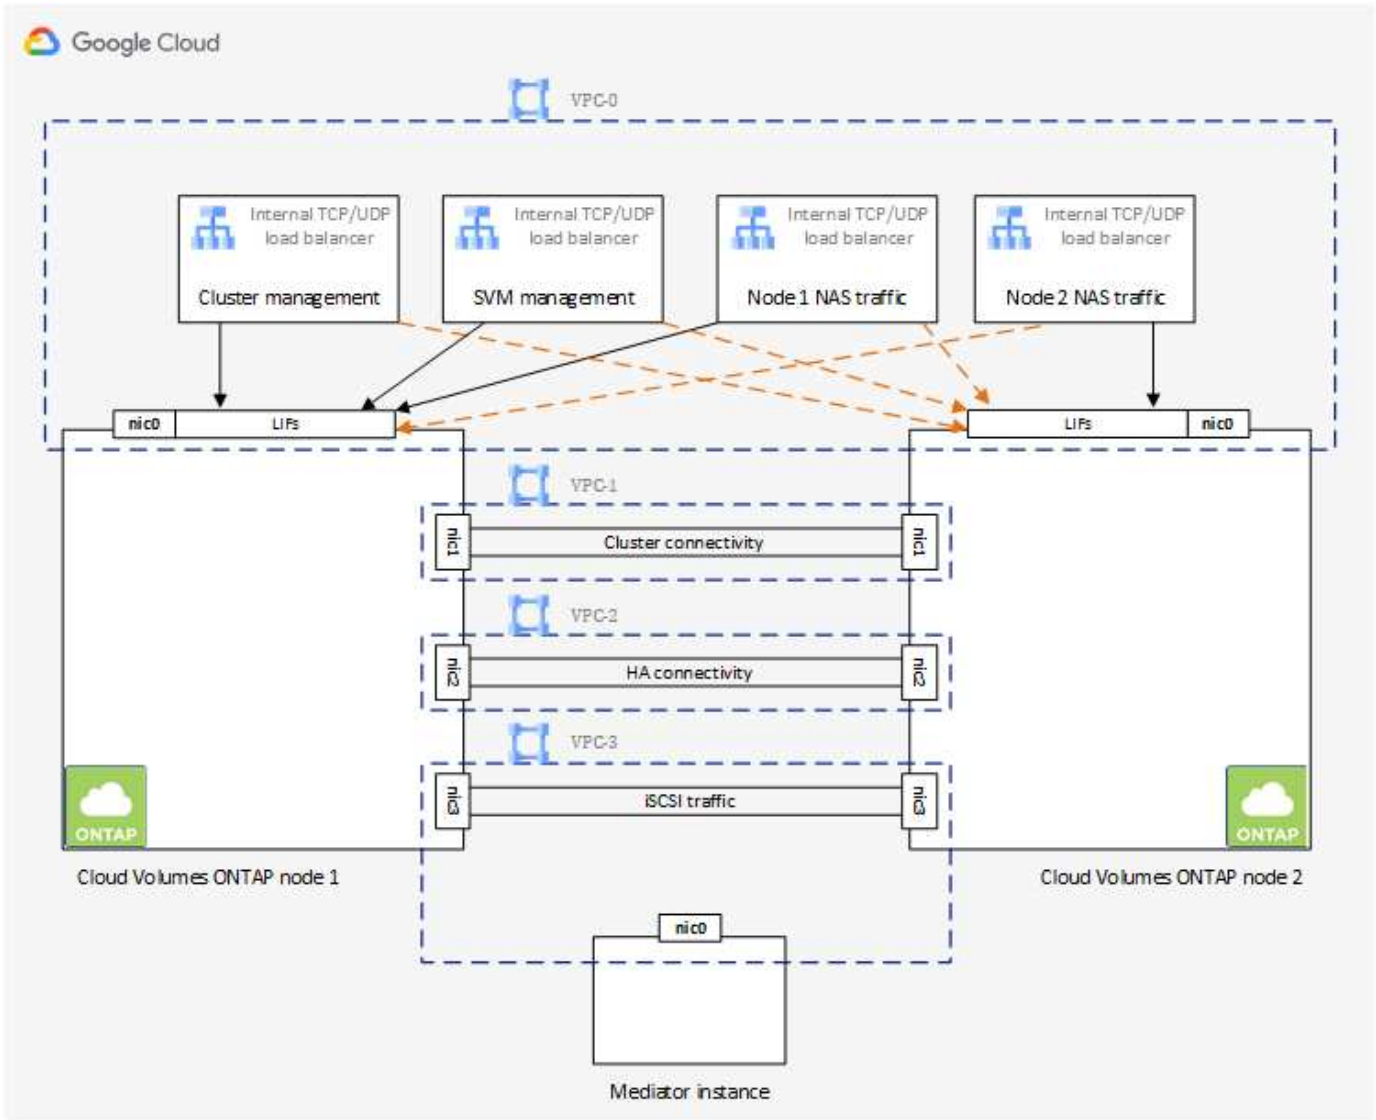 Google Cloud
VPC-0
Internal TCP/UDP
load balancer
Cluster management
Internal TCP/UDP
load balancer
SVM management
Internal TCP/UDP
load balancer
Node 1 NAS traffic
Internal TCP/UDP
load balancer
Node 2 NAS traffic
nic0
LIFs
LIFs
nic0
VPC-1
nic1
Cluster connectivity
nic1
VPC-2
nic2
HA connectivity
nic2
VPC-3
nic3
iSCSI traffic
nic3
ONTAP
ONTAP
Cloud Volumes ONTAP node 1
Cloud Volumes ONTAP node 2
nic0
Mediator instance